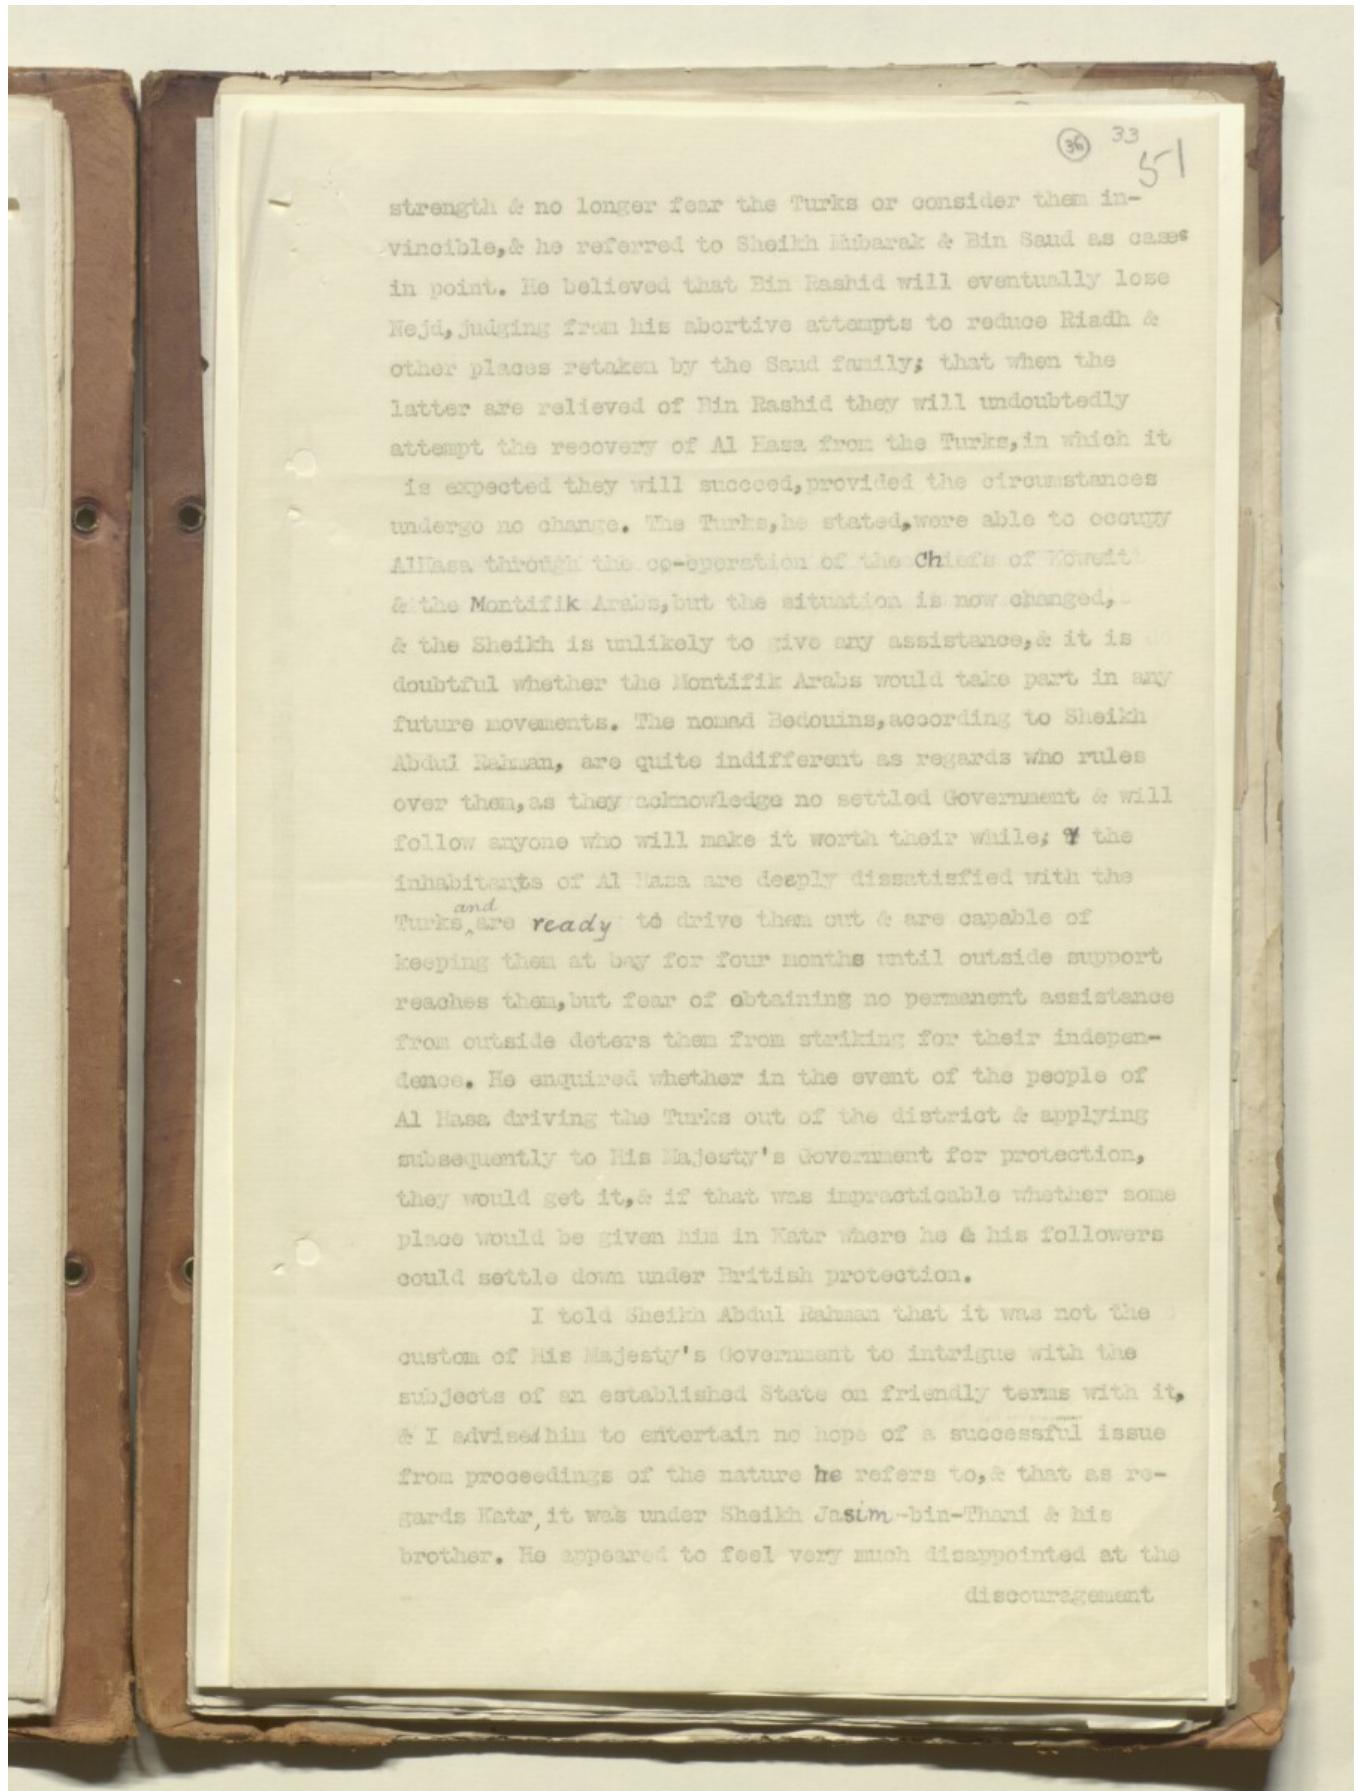 36 33
51
strength & no longer fear the Turks or consider them in-
vincible,& he referred to Sheikh Mubarak & Bin Saud as cases
in point. He believed that Bin Rashid will eventually lose
Nejd,judging from his abortive attempts to reduce Riadh &
other places retaken by the Saud family; that when the
latter are relieved of Bin Rashid they will undoubtedly
attempt the recovery of Al Hasa from the Turks,in which it
is expected they will succeed,provided the circumstances
undergo no change. The Turks,he stated,were able to occupy
AlHasa through the co-operation of the Chiefs of Koweit
& the Montifik Arabs,but the situation is now changed,
& the Sheikh is unlikely to give any assistance,& it is
doubtful whether the Montifik Arabs would take part in any
future movements. The nomad Bedouins,according to Sheikh
Abdul Rahman, are quite indifferent as regards who rules
over them,as they acknowledge no settled Government & will
follow anyone who will make it worth their while; & the
inhabitants of Al Hasa are deeply dissatisfied with the
Turks and are ready to drive them out & are capable of
keeping them at bay for four months until outside support
reaches them,but fear of obtaining no permanent assistance
from outside deters them from striking for their indepen-
dence. He enquired whether in the event of the people of
Al Hasa driving the Turks out of the district & applying
subsequently to His Majesty's Government for protection,
they would get it,& if that was impracticable whether some
place would be given him in Katr where he & his followers
could settle down under British protection.
I told Sheikh Abdul Rahman that it was not the
custom of His Majesty's Government to intrigue with the
subjects of an established State on friendly terms with it,
& I advised him to entertain no hope of a successful issue
from proceedings of the nature he refers to,& that as re-
gards Katr, it was under Sheikh Jasim-bin-Thani & his
brother. He appeared to feel very much disappointed at the
discouragement